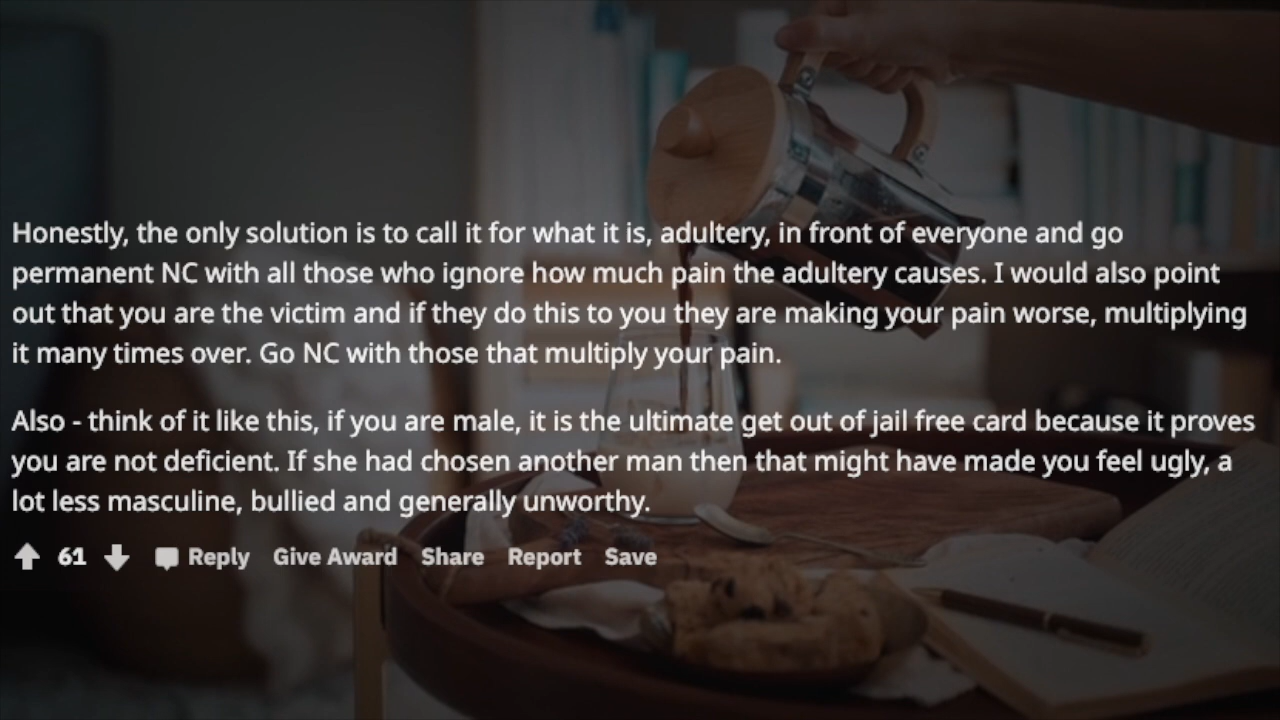 Honestly, the only solution is to call it for what it is, adultery, in front of everyone and go
permanent NC with all those who ignore how much pain the adultery causes. I would also point
out that you are the victim and if they do this to you they are making your pain worse, multiplying
it many times over. Go NC with those that multiply your pain.
Also - think of it like this, if you are male, it is the ultimate get out of jail free card because it proves
you are not deficient. If she had chosen another man then that might have made you feel ugly, a
lot less masculine, bullied and generally unworthy.
61 Reply Give Award Share Report Save